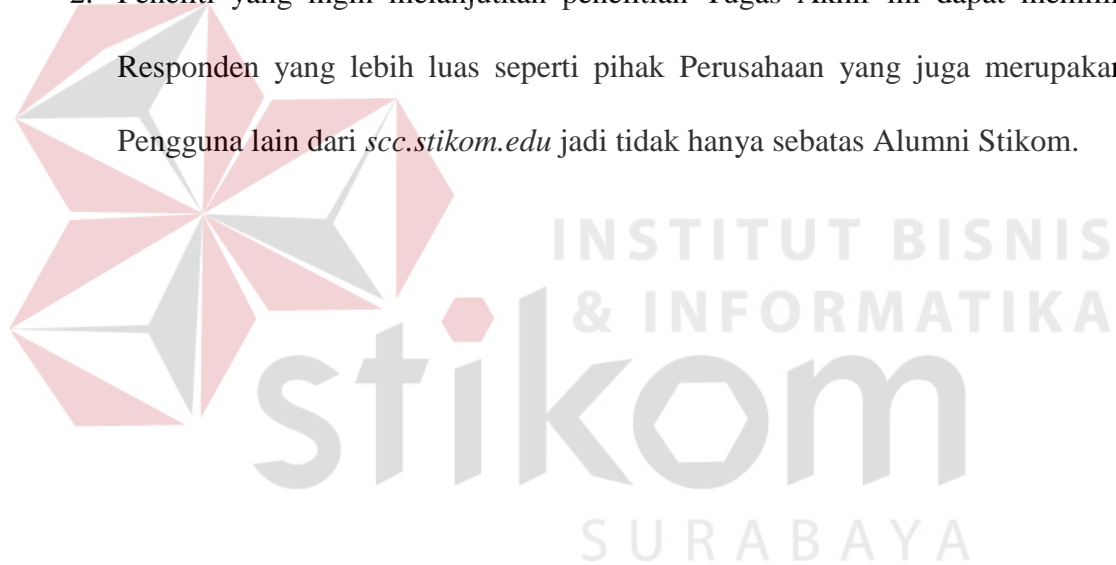 2. Peneliti yang ingin melanjutkan penelitian Tugas Akhir ini dapat
Responden yang lebih luas seperti pihak Perusahaan yang juga merupakan
Pengguna lain dari scc.stikom.edu jadi tidak hanya sebatas Alumni Stikom.
INSTITUT BISNIS
& INFORMATIKA
stikom
SURABAYA